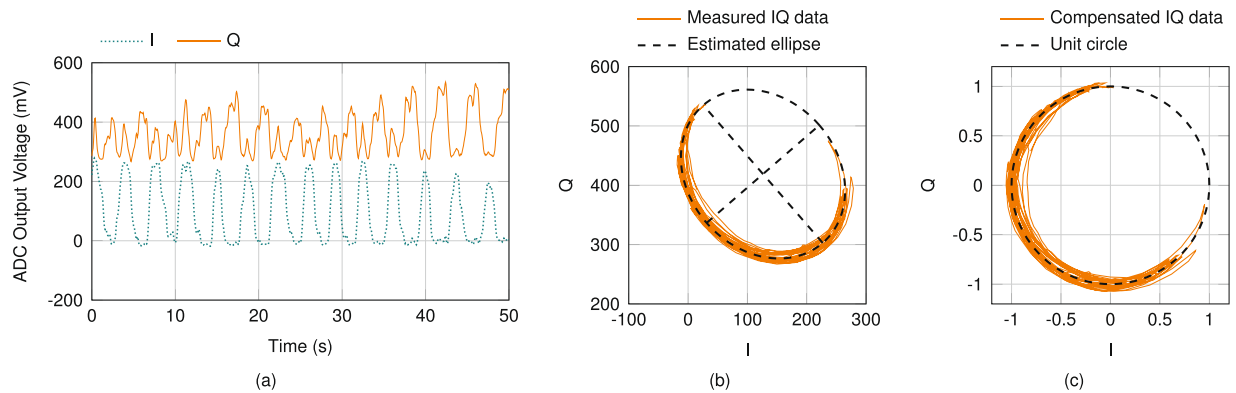 I Q
600
400
200
0
-200
ADC Output Voltage (mV)
0 10 20 30 40 50
Time (s)
(a)
Measured IQ data
Estimated ellipse
600
500
400
300
200
Q
-100 0 100 200 300
I
(b)
Compensated IQ data
Unit circle
1
0.5
0
-0.5
-1
Q
-1 -0.5 0 0.5 1
I
(c)